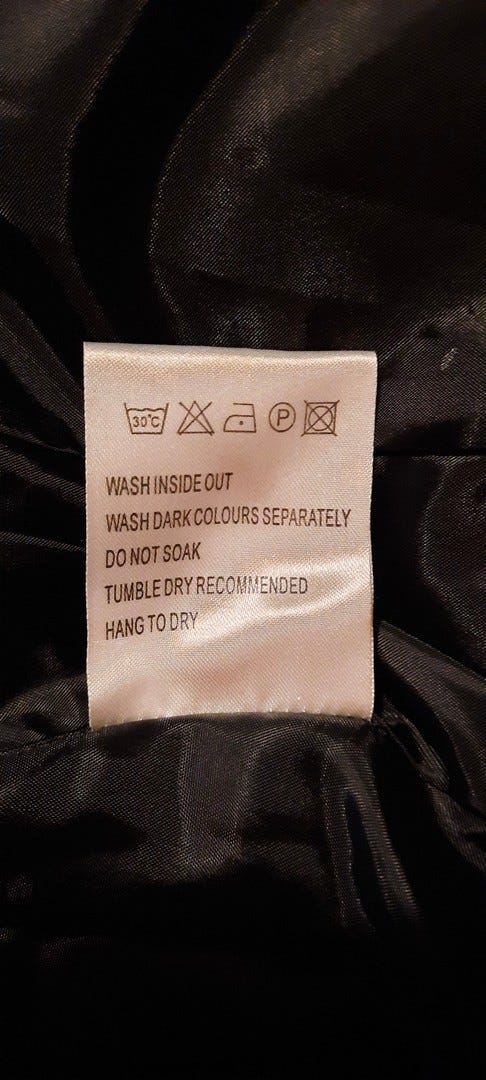 30°C P
WASH INSIDE OUT
WASH DARK COLOURS SEPARATELY
DO NOT SOAK
TUMBLE DRY RECOMMENDED
HANG TO DRY